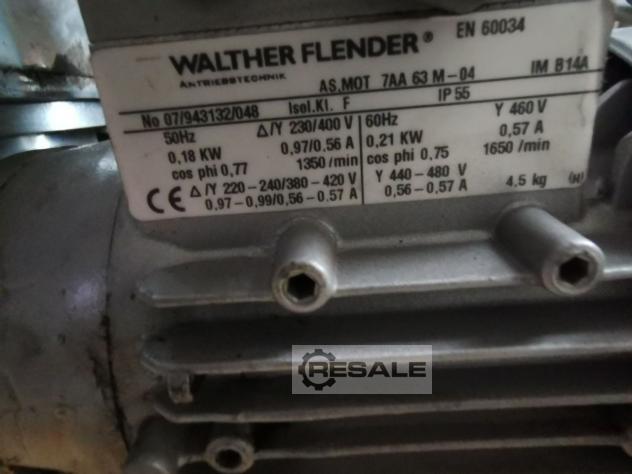 WALTHER FLENDER® EN 60034
ANTRIEBSTECHNIK
AS.MOT 7AA 63 M-04 IM B14A
No 07/943132/048 Isol.Kl. F IP 55
50Hz Δ/Y 230/400 V 60Hz Y 460 V
0,18 KW 0,97/0.56 A 0,21 KW 0,57 A
cos phi 0,77 1350/min cos phi 0,75 1650/min
CE Δ/Y 220-240/380-420 V Y 440-480 V
0,97-0,99/0,56-0,57 A 0,56-0,57 A 4,5 kg (H)
RESALE